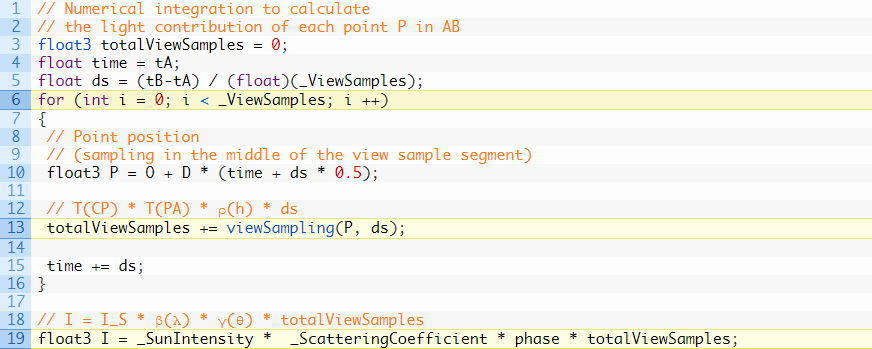 1 // Numerical integration to calculate
2 // the light contribution of each point P in AB
3 float3 totalViewSamples = 0;
4 float time = tA;
5 float ds = (tB-tA) / (float)(_ViewSamples);
6 for (int i = 0; i < _ViewSamples; i ++)
7 {
8 // Point position
9 // (sampling in the middle of the view sample segment)
10 float3 P = O + D * (time + ds * 0.5);
11
12 // T(CP) * T(PA) * ρ(h) * ds
13 totalViewSamples += viewSampling(P, ds);
14
15 time += ds;
16 }
17
18 // I = I_S * β(λ) * γ(θ) * totalViewSamples
19 float3 I = _SunIntensity *  _ScatteringCoefficient * phase * totalViewSamples;